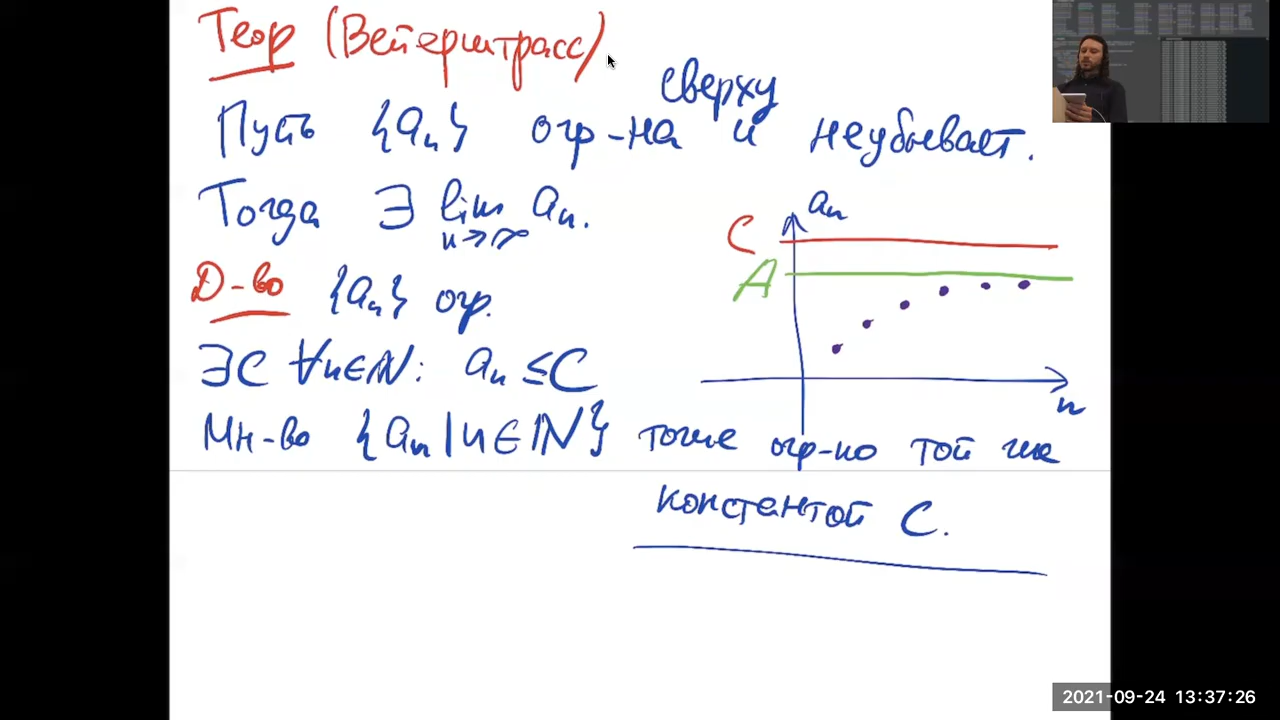 Теор (Вейерштрасс)
сверху
Пусть {aₙ} огр-на и неубывает.
Тогда ∃ lim aₙ.
n→∞
aₙ
C
A
Д-во {aₙ} огр.
∃C ∀n∈ℕ: aₙ ≤ C
n
Мн-во {aₙ | n∈ℕ} тоже огр-но той же
константой C.
2021-09-24 13:37:26